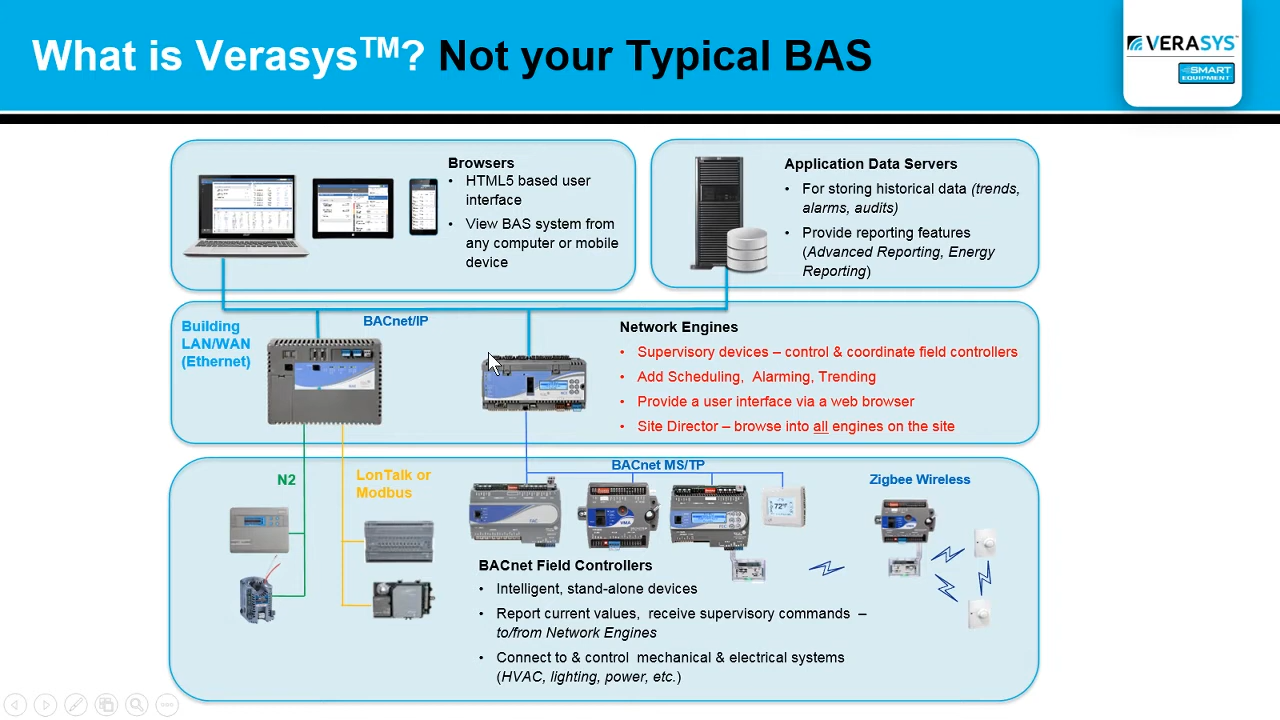 What is Verasys™? Not your Typical BAS
VERASYS™
SMART
EQUIPMENT
Browsers
• HTML5 based user
interface
• View BAS system from
any computer or mobile
device
Application Data Servers
• For storing historical data (trends,
alarms, audits)
• Provide reporting features
(Advanced Reporting, Energy
Reporting)
Building
LAN/WAN
(Ethernet)
BACnet/IP
Network Engines
• Supervisory devices – control & coordinate field controllers
• Add Scheduling, Alarming, Trending
• Provide a user interface via a web browser
• Site Director – browse into all engines on the site
N2
LonTalk or
Modbus
BACnet MS/TP
Zigbee Wireless
72
BACnet Field Controllers
• Intelligent, stand-alone devices
• Report current values, receive supervisory commands –
to/from Network Engines
• Connect to & control mechanical & electrical systems
(HVAC, lighting, power, etc.)